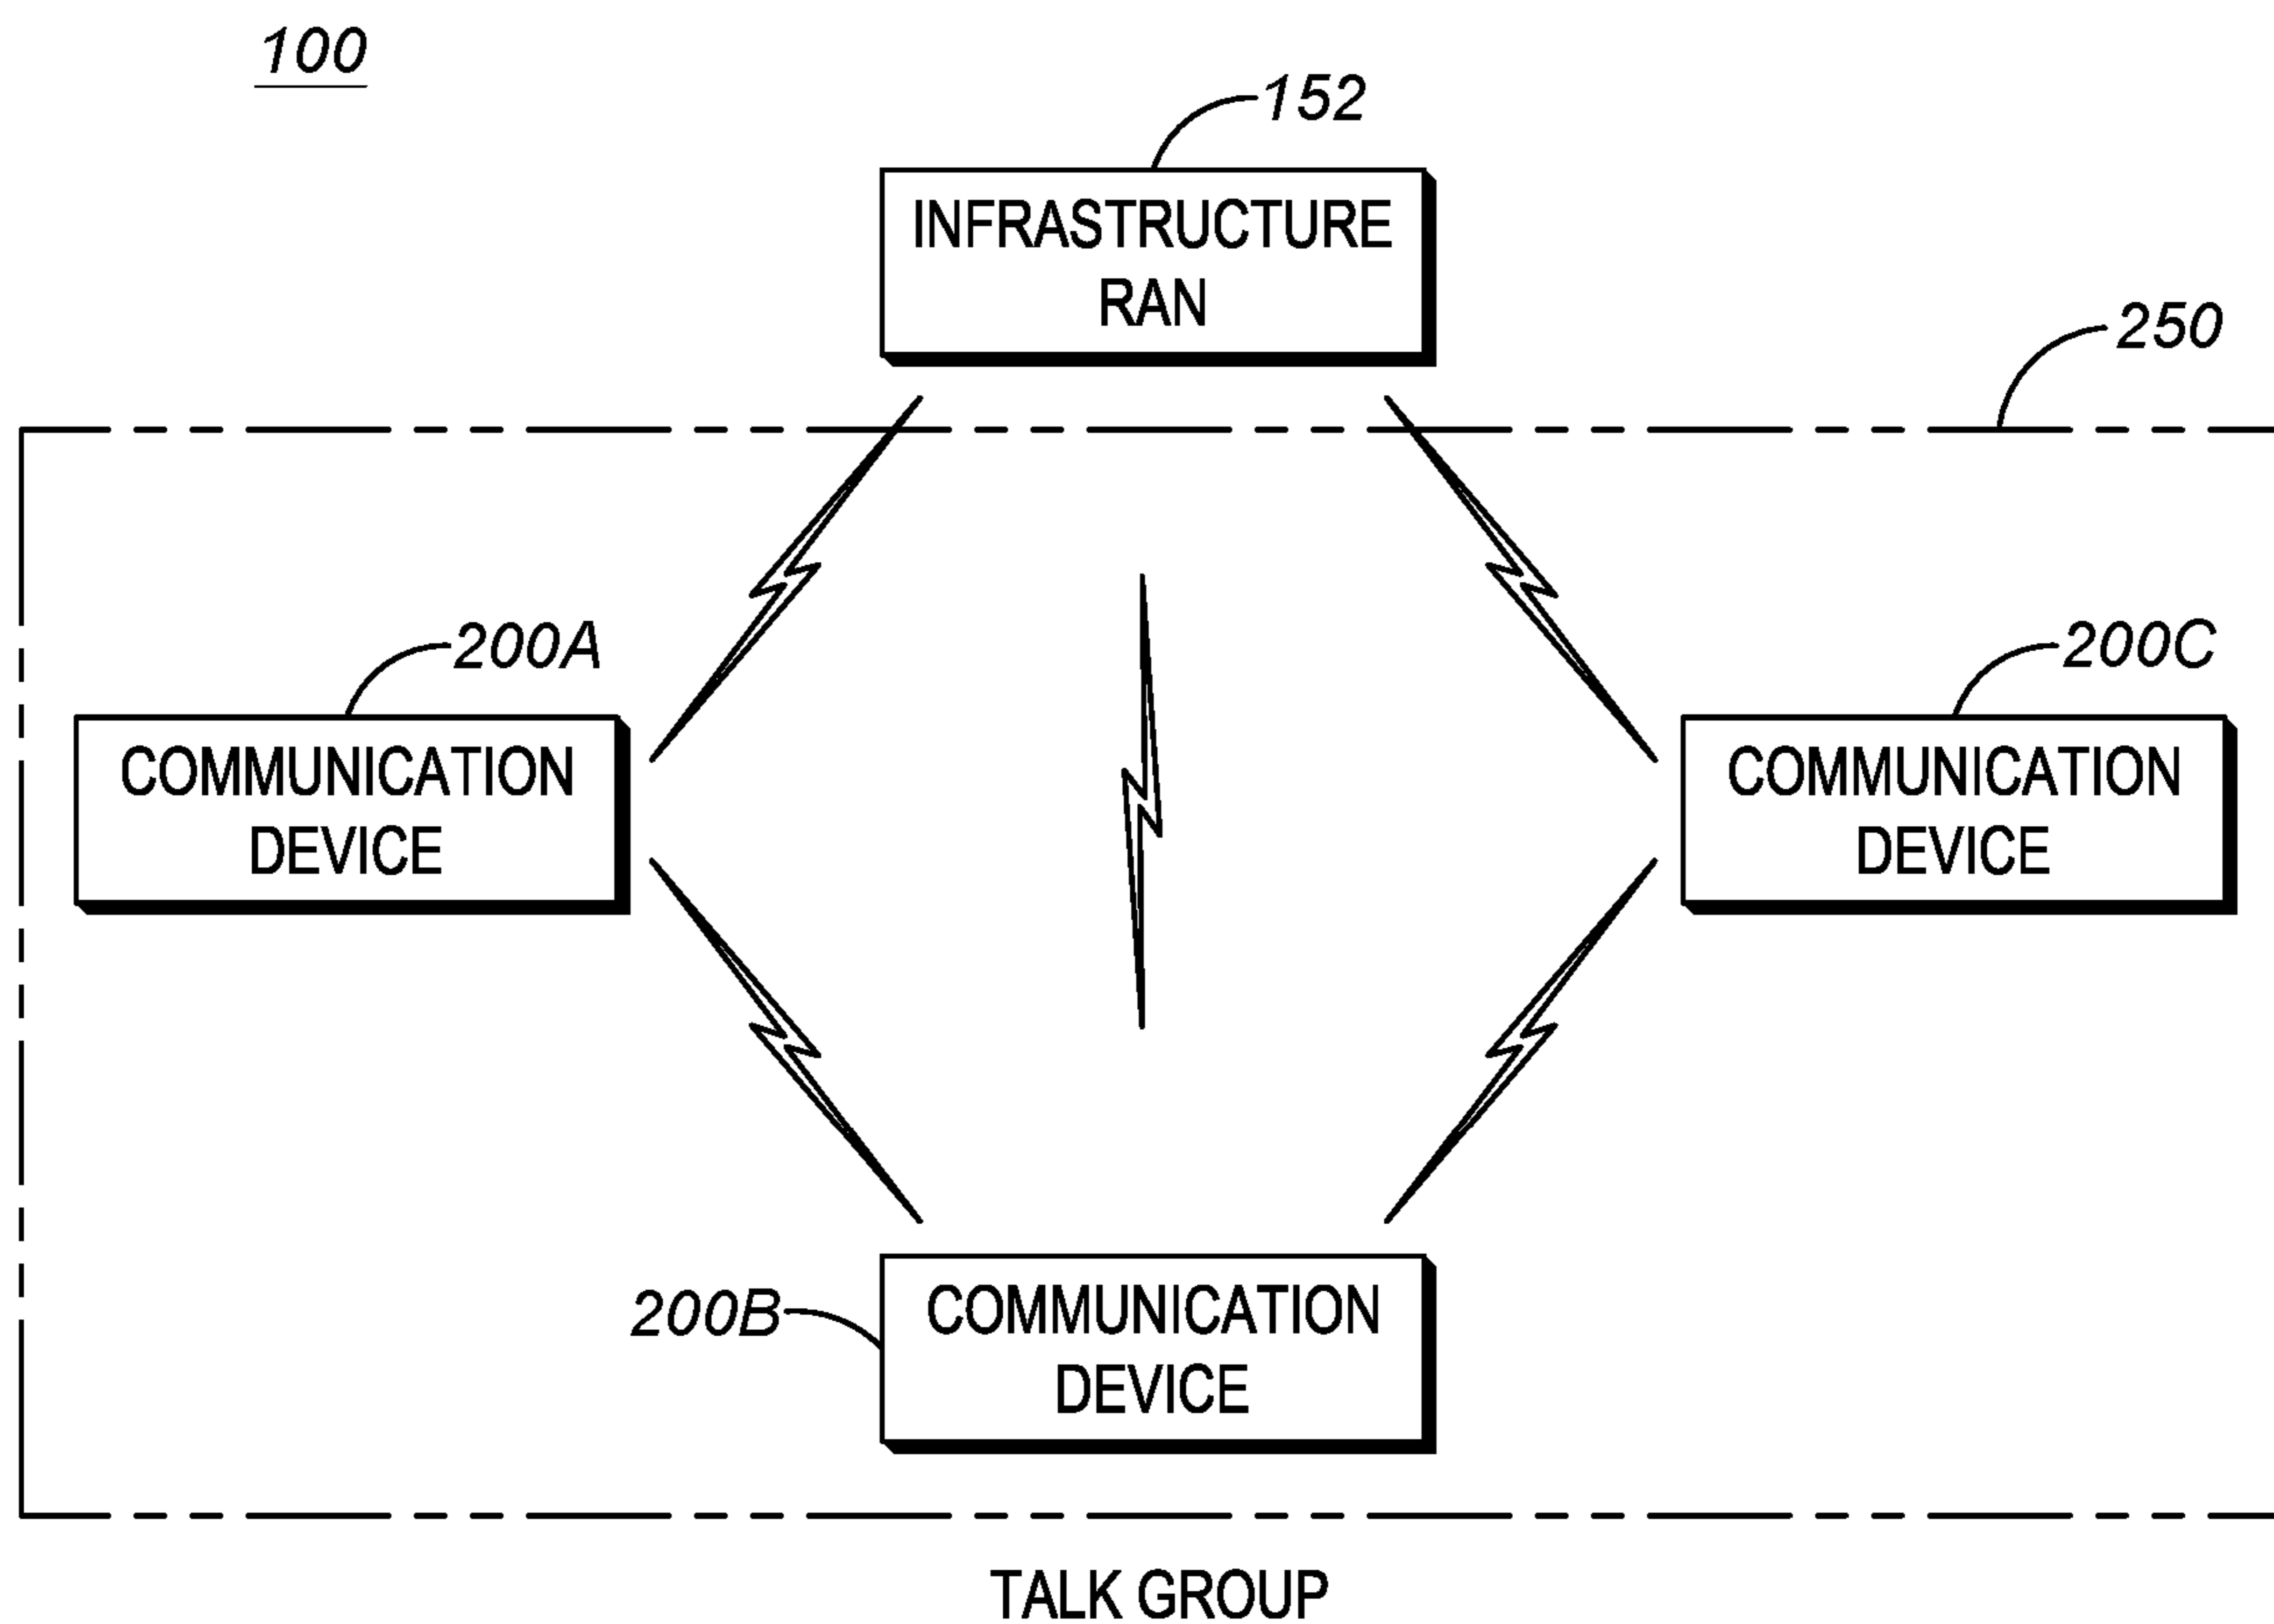 100
152
INFRASTRUCTURE
RAN
250
200A
200C
COMMUNICATION
DEVICE
COMMUNICATION
DEVICE
200B
COMMUNICATION
DEVICE
TALK GROUP